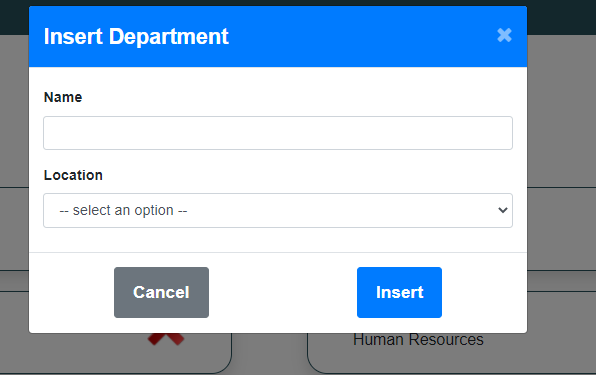 Insert Department
×
Name
Location
-- select an option --
Cancel
Insert
Human Resources